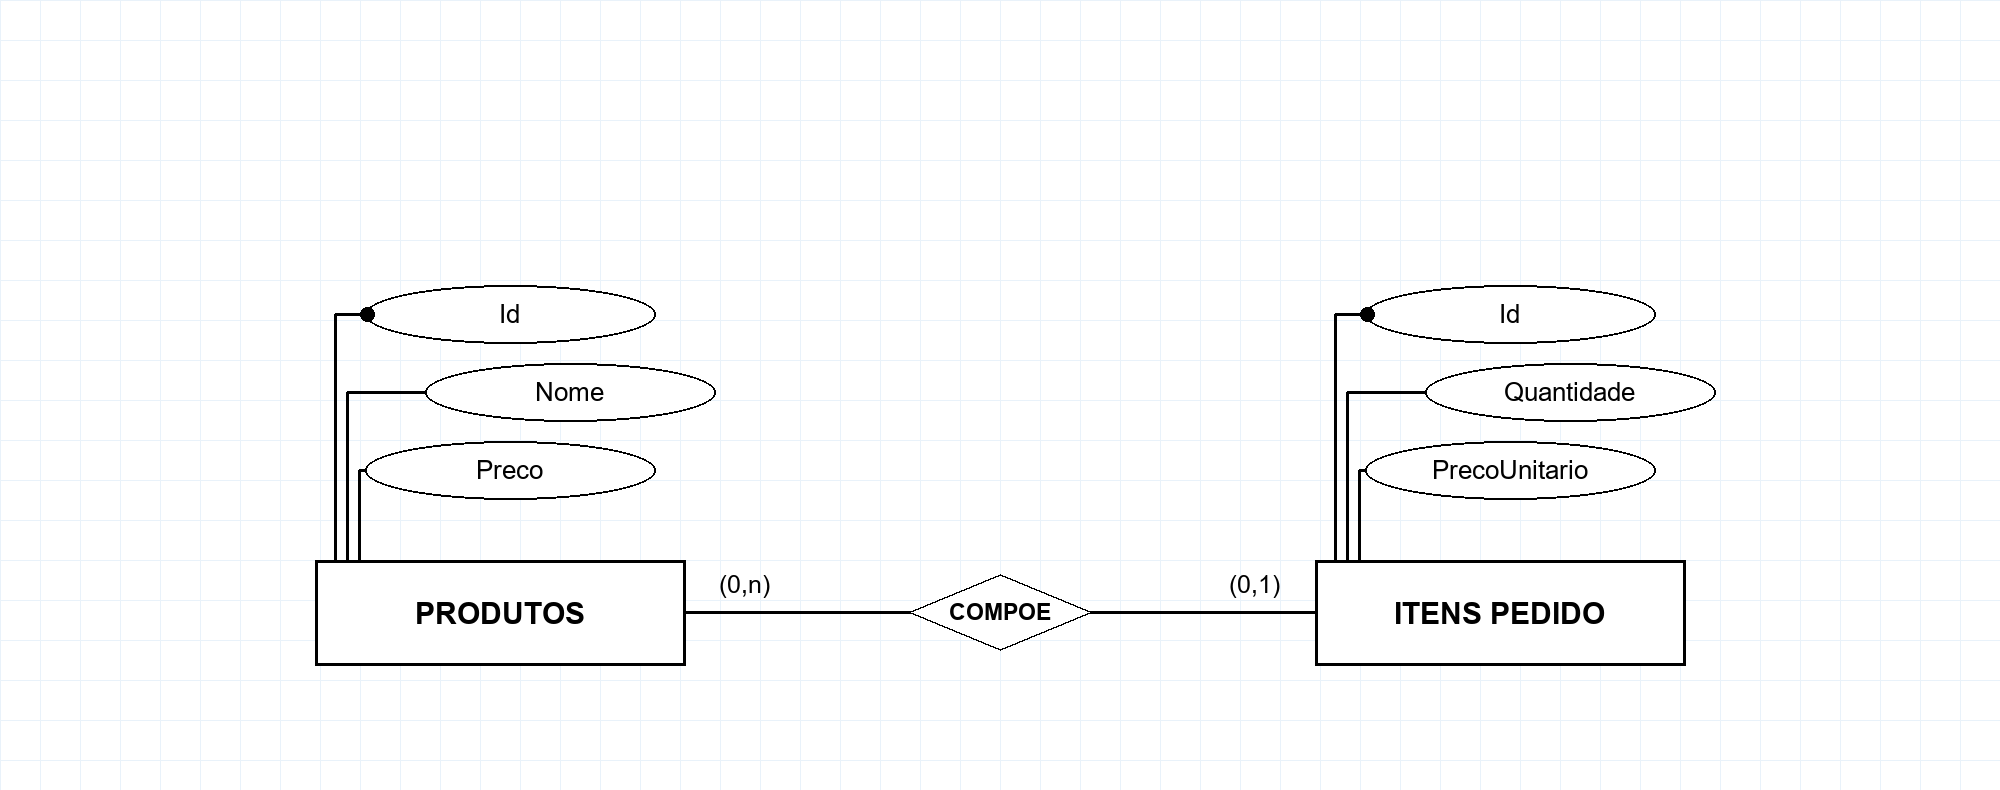 Id
Nome
Preco
PRODUTOS
(0,n)
COMPOE
(0,1)
Id
Quantidade
PrecoUnitario
ITENS PEDIDO